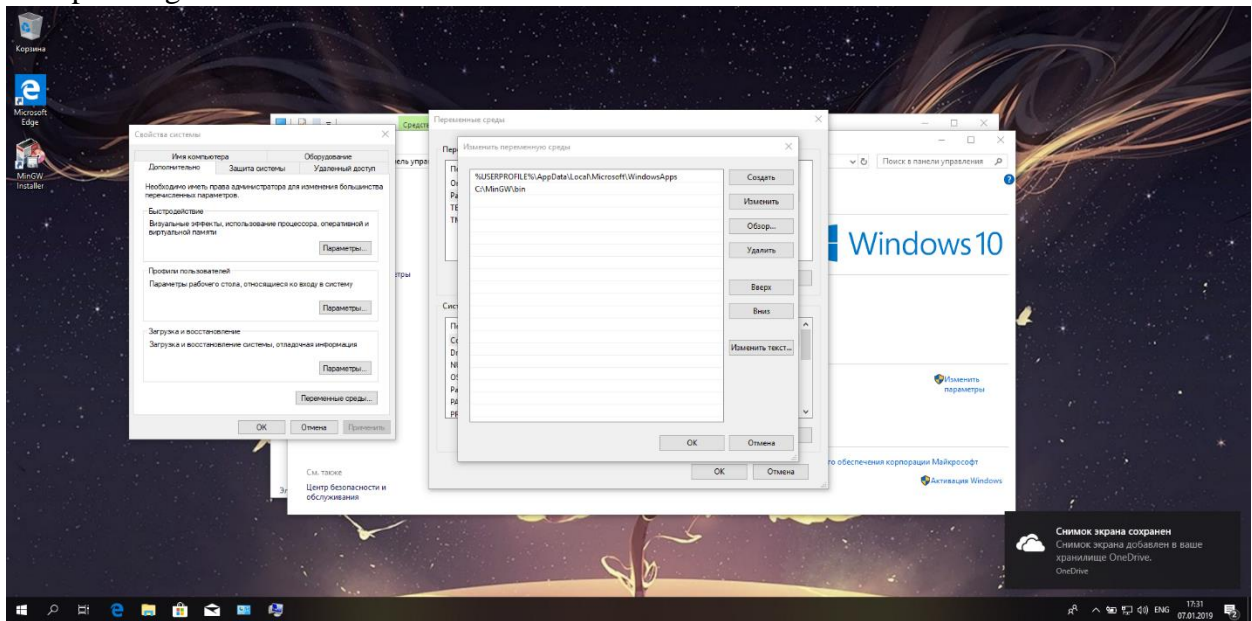 Корзина
Microsoft
Edge
MinGW
Installer
Свойства системы
Имя компьютера
Оборудование
Дополнительно
Защита системы
Удаленный доступ
Необходимо иметь права администратора для изменения большинства
перечисленных параметров.
Быстродействие
Визуальные эффекты, использование процессора, оперативной и
виртуальной памяти
Параметры...
Профили пользователей
Параметры рабочего стола, относящиеся ко входу в систему
Параметры...
Загрузка и восстановление
Загрузка и восстановление системы, отладочная информация
Параметры...
Переменные среды...
ОК
Отмена
Применить
См. также
Центр безопасности и
обслуживания
Переменные среды
Изменить переменную среды
%USERPROFILE%\AppData\Local\Microsoft\WindowsApps
C:\MinGW\bin
Создать
Изменить
Обзор...
Удалить
Вверх
Вниз
Изменить текст...
ОК
Отмена
ОК
Отмена
Поиск в панели управления
Windows 10
Изменить
параметры
го обеспечения корпорации Майкрософт
Активация Windows
Снимок экрана сохранен
Снимок экрана добавлен в ваше
хранилище OneDrive.
OneDrive
ENG
17:31
07.01.2019